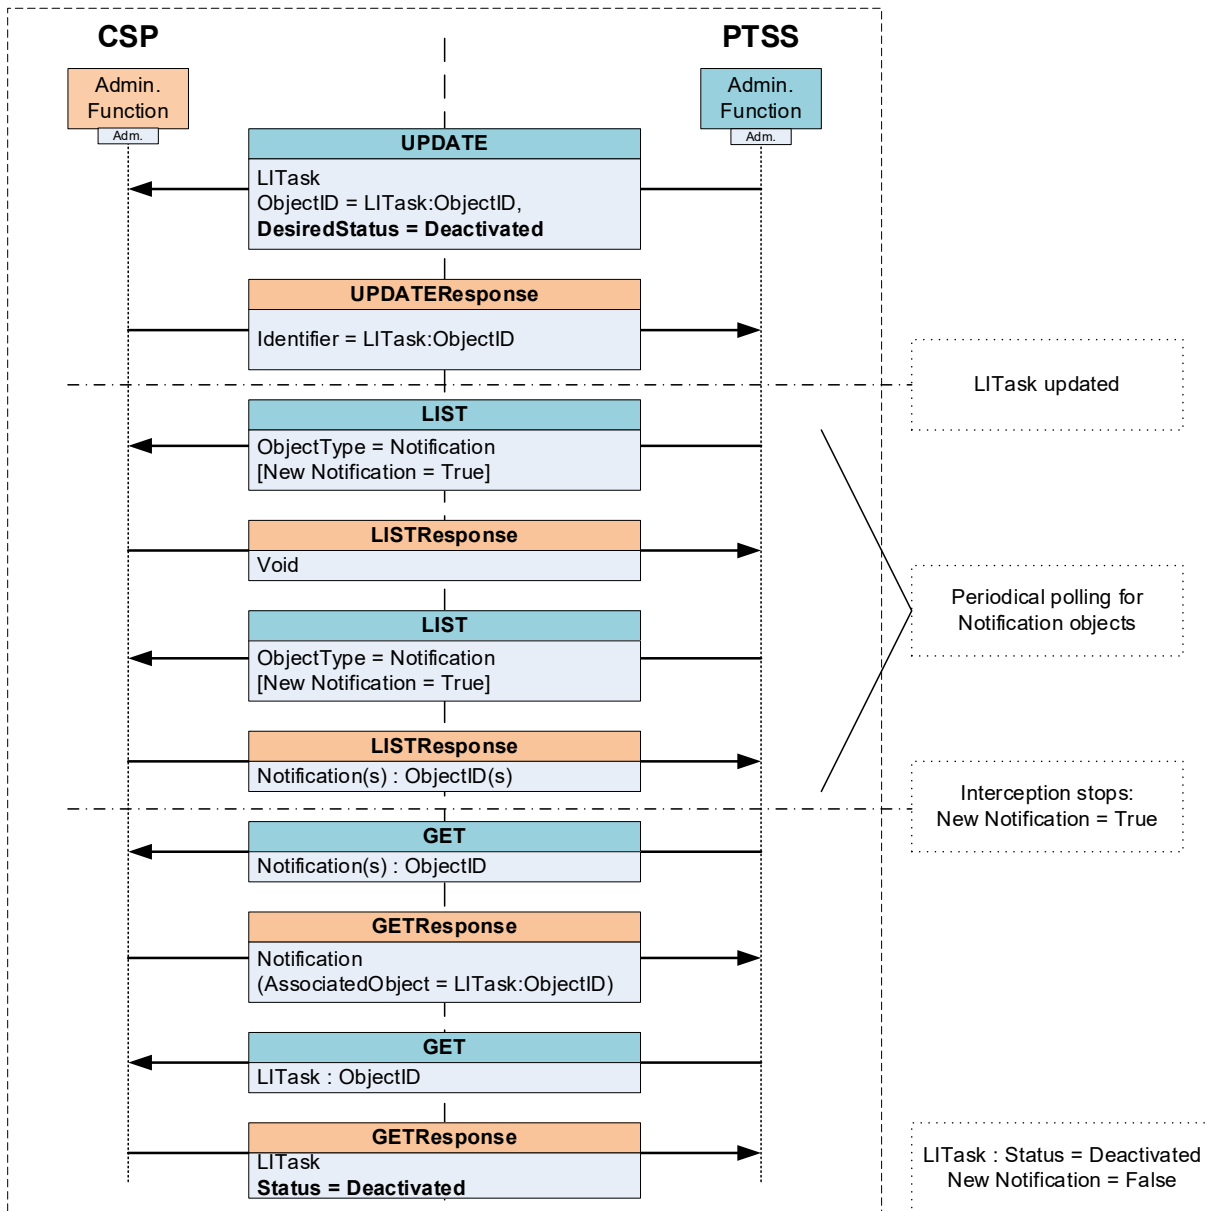 CSP
PTSS
Admin.
Function
Adm.
Admin.
Function
Adm.
UPDATE
LITask
ObjectID = LITask:ObjectID,
DesiredStatus = Deactivated
UPDATEResponse
Identifier = LITask:ObjectID
LITask updated
LIST
ObjectType = Notification
[New Notification = True]
LISTResponse
Void
Periodical polling for
Notification objects
LIST
ObjectType = Notification
[New Notification = True]
LISTResponse
Notification(s) : ObjectID(s)
Interception stops:
New Notification = True
GET
Notification(s) : ObjectID
GETResponse
Notification
(AssociatedObject = LITask:ObjectID)
GET
LITask : ObjectID
GETResponse
LITask
Status = Deactivated
LITask : Status = Deactivated
New Notification = False